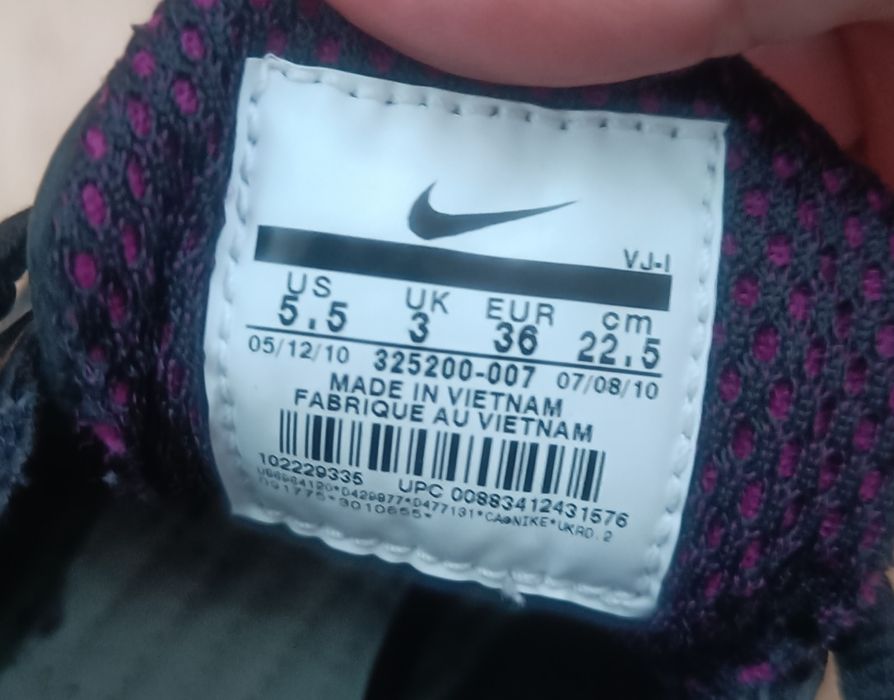 VJ-I
US UK EUR cm
5.5 3 36 22.5
05/12/10 325200-007 07/08/10
MADE IN VIETNAM
FABRIQUE AU VIETNAM
102229335 UPC 00883412431576